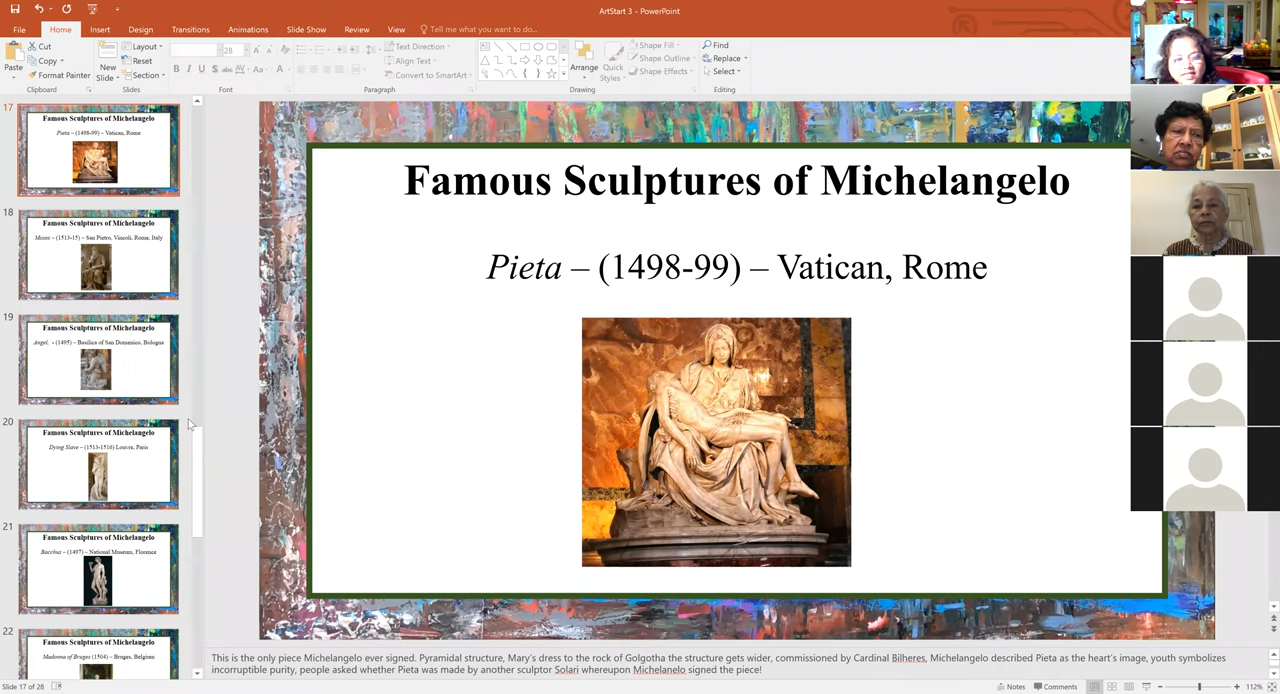 ArtStart 3 - PowerPoint
File Home Insert Design Transitions Animations Slide Show Review View Tell me what you want to do...
Cut
Copy
Format Painter
Paste
Clipboard
New Slide
Layout
Reset
Section
Slides
28
B I U S abc AV Aa A
Font
Text Direction
Align Text
Convert to SmartArt
Paragraph
Arrange
Quick Styles
Shape Fill
Shape Outline
Shape Effects
Drawing
Find
Replace
Select
Editing
17
Famous Sculptures of Michelangelo
Pieta – (1498-99) – Vatican, Rome
18
Famous Sculptures of Michelangelo
Moses – (1513-15) – San Pietro, Vincoli, Rome, Italy
19
Famous Sculptures of Michelangelo
Angel, - (1495) – Basilica of San Domenico, Bologna
20
Famous Sculptures of Michelangelo
Dying Slave – (1513-1516) Louvre, Paris
21
Famous Sculptures of Michelangelo
Bacchus – (1497) – National Museum, Florence
22
Famous Sculptures of Michelangelo
Madonna of Bruges (1504) – Bruges, Belgium
Famous Sculptures of Michelangelo
Pieta – (1498-99) – Vatican, Rome
This is the only piece Michelangelo ever signed. Pyramidal structure, Mary's dress to the rock of Golgotha the structure gets wider, commissioned by Cardinal Bilheres, Michelangelo described Pieta as the heart's image, youth symbolizes
incorruptible purity, people asked whether Pieta was made by another sculptor Solari whereupon Michelanelo signed the piece!
Slide 17 of 28
Notes Comments 112%